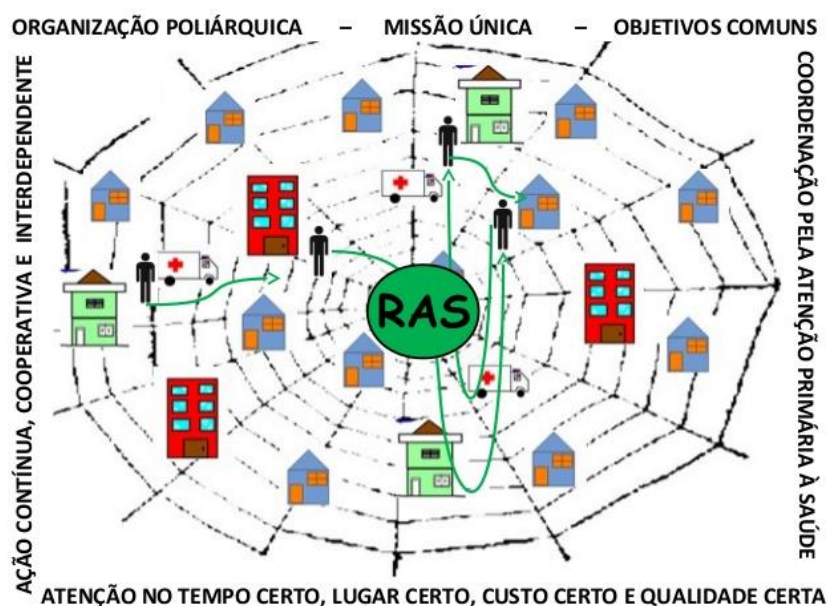 ORGANIZAÇÃO POLIÁRQUICA – MISSÃO ÚNICA – OBJETIVOS COMUNS
AÇÃO CONTÍNUA, COOPERATIVA E INTERDEPENDENTE
RAS
COORDENAÇÃO PELA ATENÇÃO PRIMÁRIA À SAÚDE
ATENÇÃO NO TEMPO CERTO, LUGAR CERTO, CUSTO CERTO E QUALIDADE CERTA